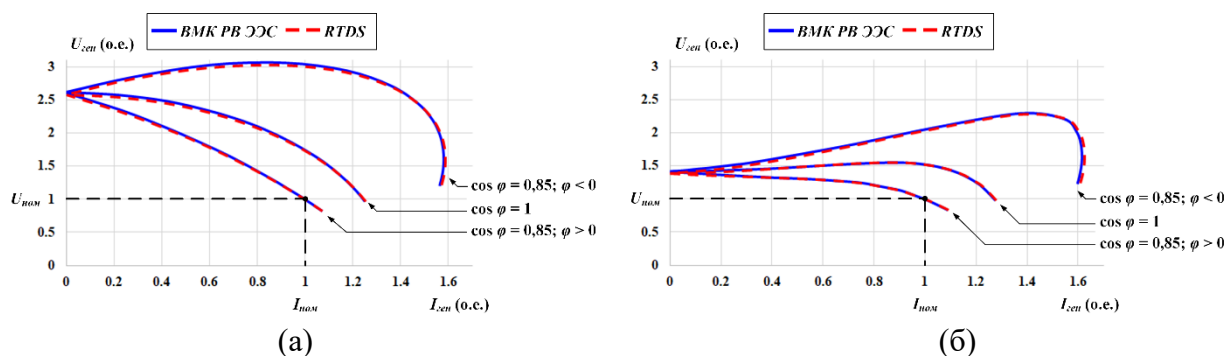 ВМК РВ ЭЭС RTDS
U_ген (о.е.)
3
2.5
2
1.5
U_ном 1
0.5
0
0 0.2 0.4 0.6 0.8 1 1.2 1.4 1.6
I_ном I_ген (о.е.)
cos φ = 0,85; φ < 0
cos φ = 1
cos φ = 0,85; φ > 0
(а)
ВМК РВ ЭЭС RTDS
U_ген (о.е.)
3
2.5
2
1.5
U_ном 1
0.5
0
0 0.2 0.4 0.6 0.8 1 1.2 1.4 1.6
I_ном I_ген (о.е.)
cos φ = 0,85; φ < 0
cos φ = 1
cos φ = 0,85; φ > 0
(б)